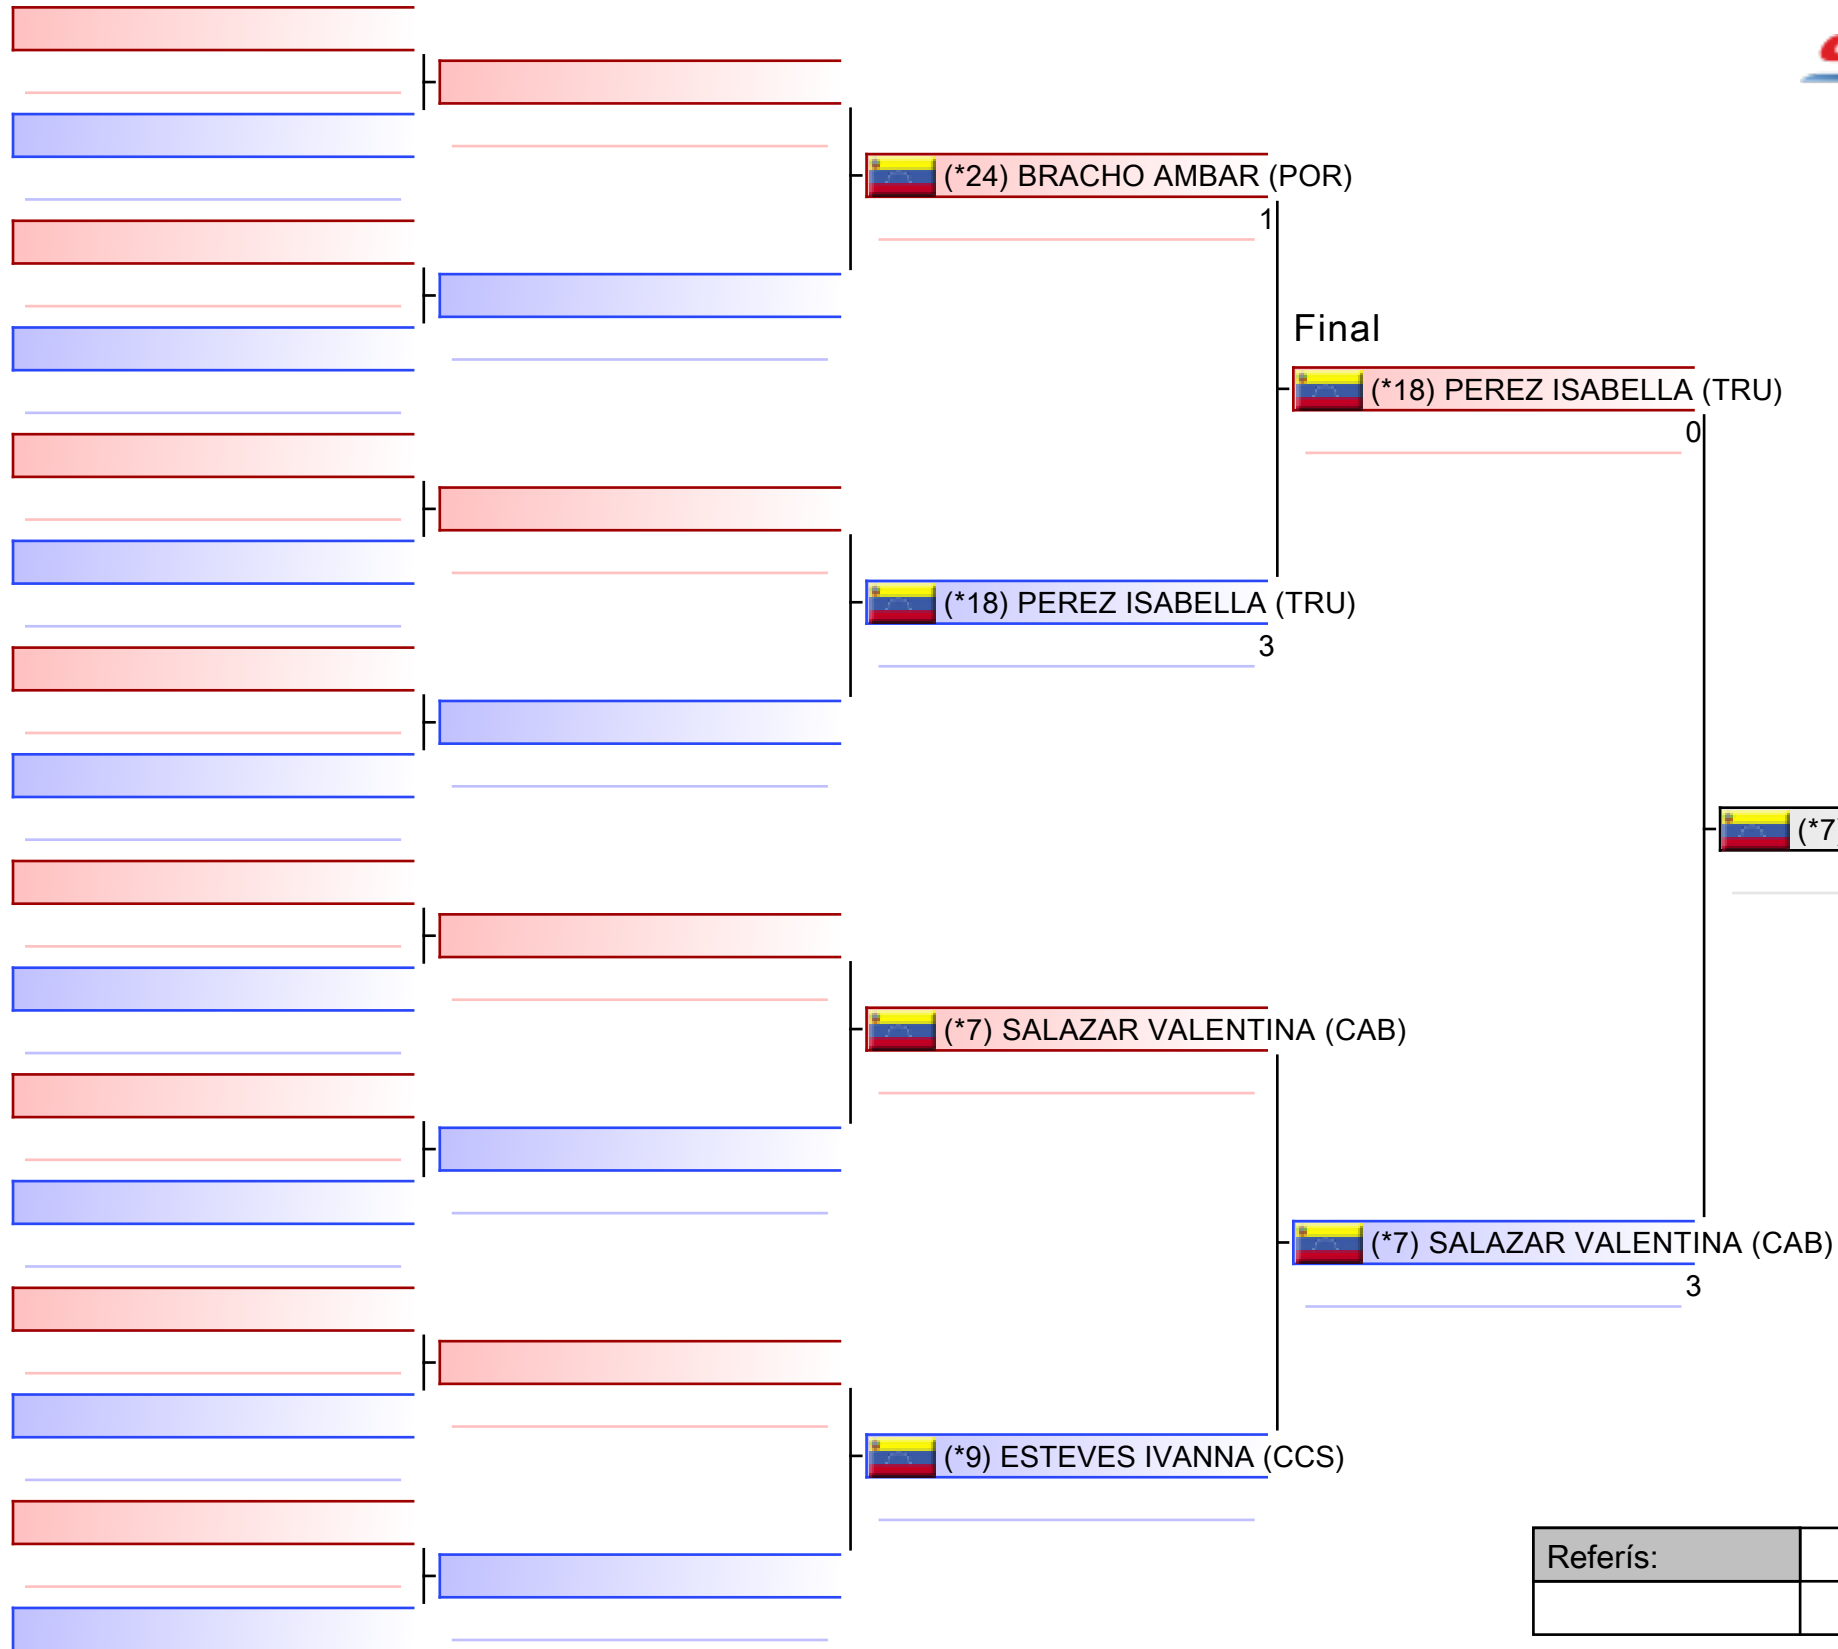 (*24) BRACHO AMBAR (POR)
1
Final
(*18) PEREZ ISABELLA (TRU)
0
(*18) PEREZ ISABELLA (TRU)
3
(*7)
(*7) SALAZAR VALENTINA (CAB)
(*7) SALAZAR VALENTINA (CAB)
3
(*9) ESTEVES IVANNA (CCS)
Referís: